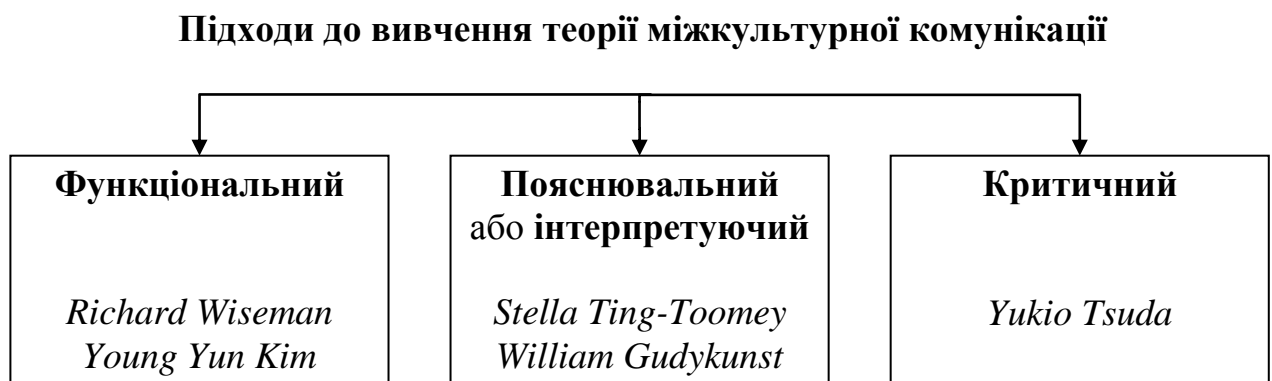 Підходи до вивчення теорії міжкультурної комунікації
Функціональний
Richard Wiseman
Young Yun Kim
Пояснювальний
або інтерпретуючий
Stella Ting-Toomey
William Gudykunst
Критичний
Yukio Tsuda